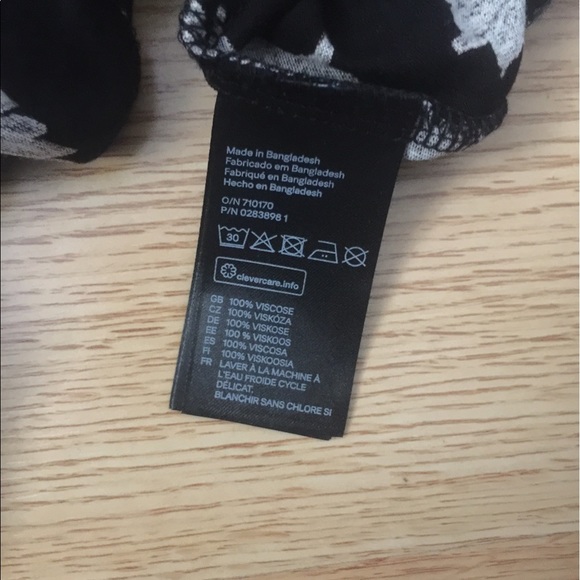 Made in Bangladesh
Fabricado em Bangladesh
Fabriqué en Bangladesh
Hecho en Bangladesh
O/N 710170
P/N 0283898 1
30
clevercare.info
GB 100% VISCOSE
CZ 100% VISKÓZA
DE 100% VISKOSE
EE 100 % VISKOOS
ES 100% VISCOSA
FI 100% VISKOOSIA
FR LAVER À LA MACHINE À
L'EAU FROIDE CYCLE
DÉLICAT,
BLANCHIR SANS CHLORE SI